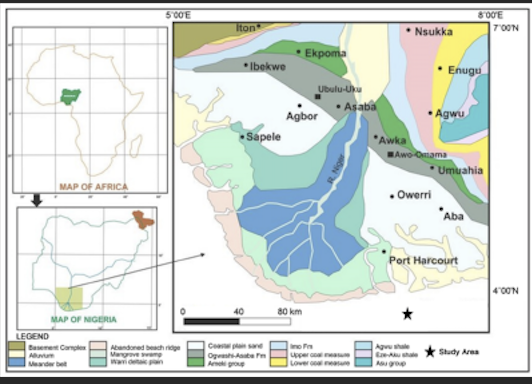 5°00'E
8°00'E
7°00'N
4°00'N
MAP OF AFRICA
MAP OF NIGERIA
Iton
Nsukka
Ekpoma
Ibekwe
Enugu
Ubulu-Uku
Asaba
Agbor
Agwu
Sapele
Awka
Awo-Omama
Umuahia
R. Niger
Owerri
Aba
Port Harcourt
0 40 80 km
LEGEND
Basement Complex
Alluvium
Meander belt
Abandoned beach ridge
Mangrove swamp
Warri deltaic plain
Coastal plain sand
Ogwashi-Asaba Fm
Ameki group
Imo Fm
Upper coal measure
Lower coal measure
Agwu shale
Eze-Aku shale
Asu group
Study Area